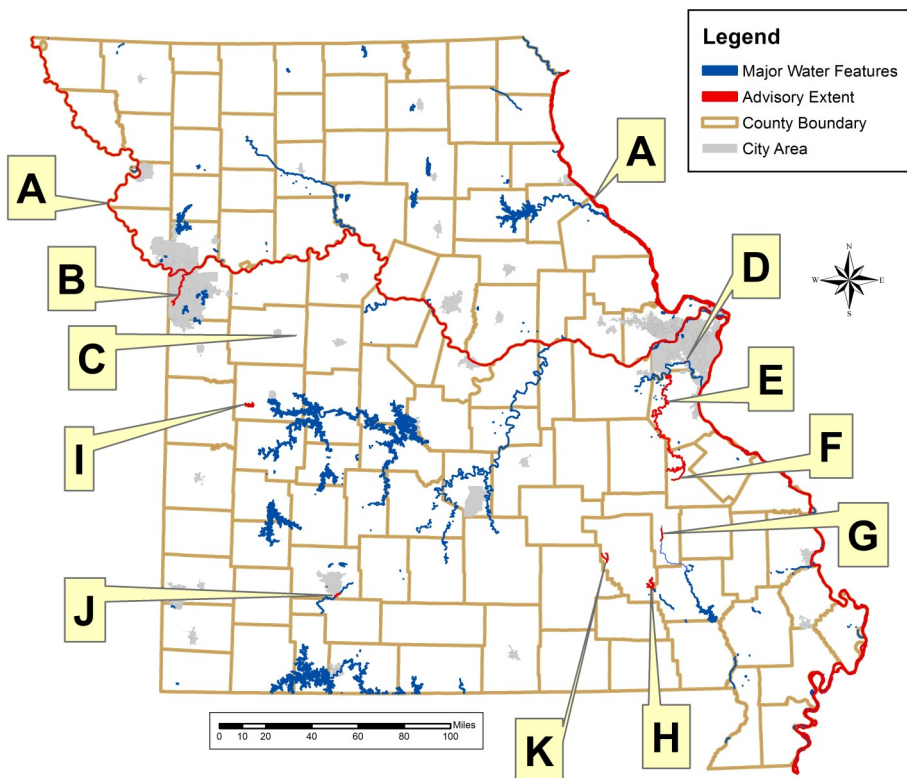 Legend
Major Water Features
Advisory Extent
County Boundary
City Area
A
A
B
C
D
N
W E
S
E
I
F
G
J
K
H
Miles
0 10 20 40 60 80 100